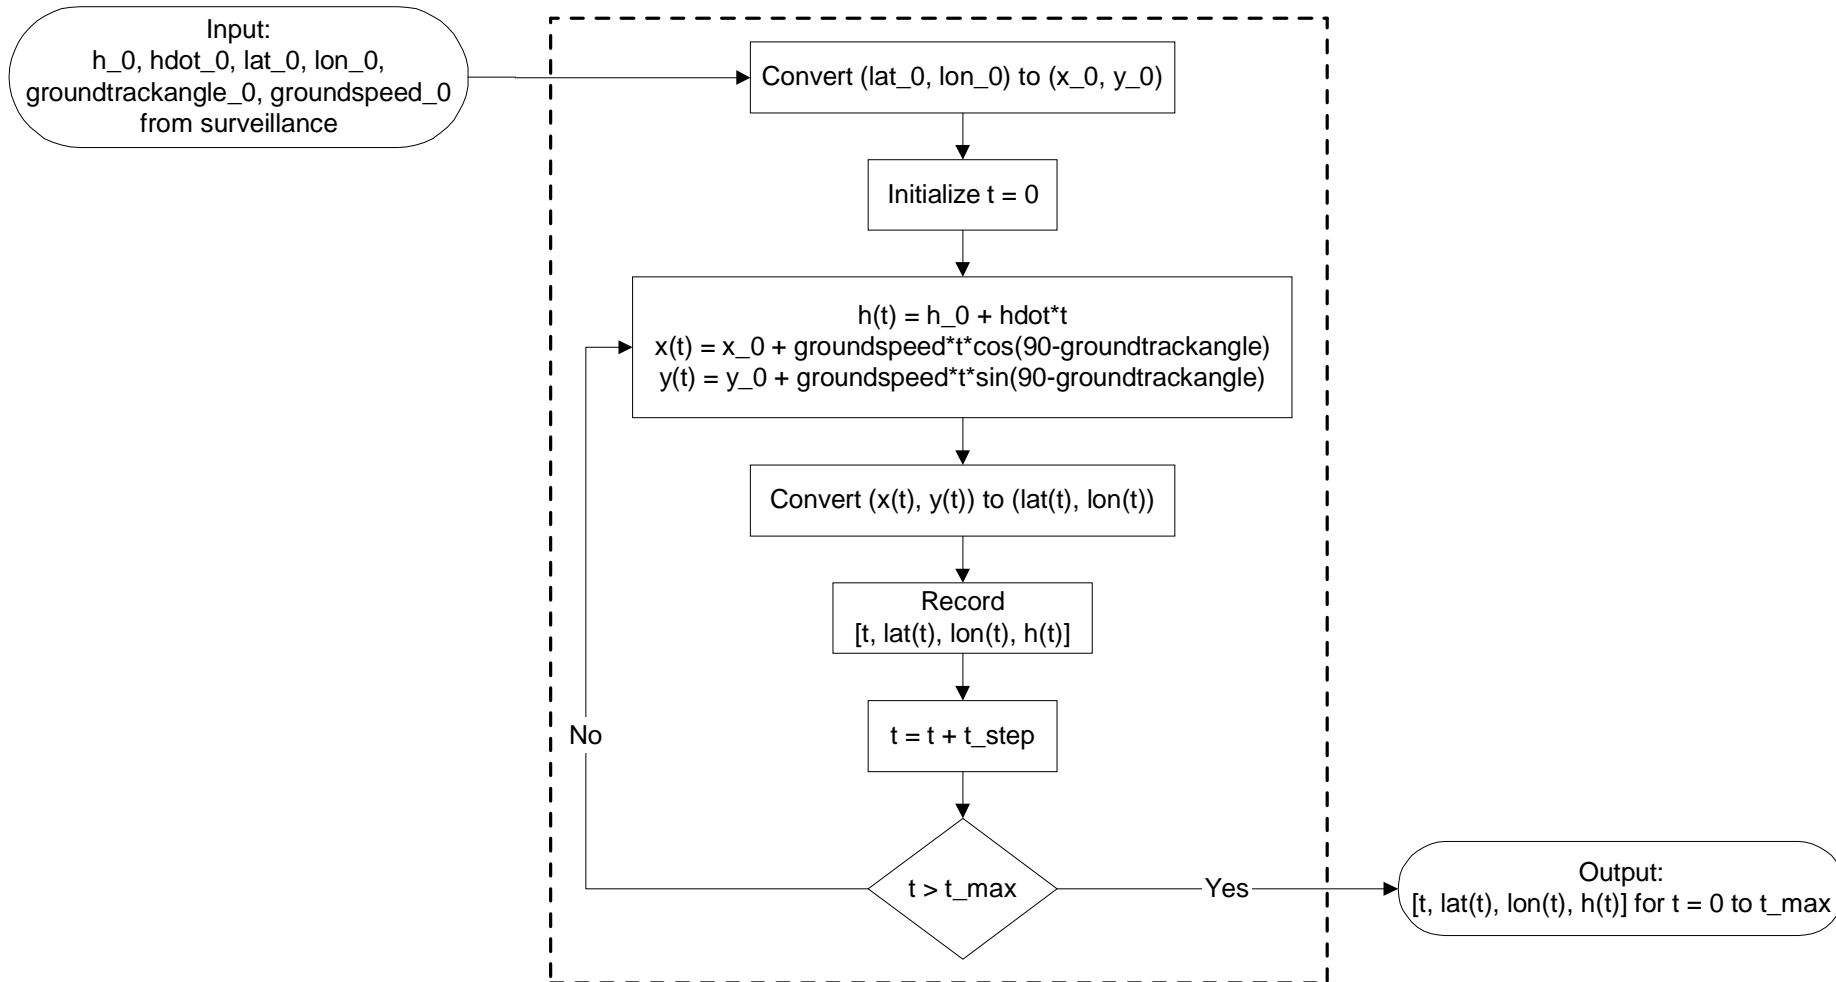 Input:
h_0, hdot_0, lat_0, lon_0,
groundtrackangle_0, groundspeed_0
from surveillance
Convert (lat_0, lon_0) to (x_0, y_0)
Initialize t = 0
h(t) = h_0 + hdot*t
x(t) = x_0 + groundspeed*t*cos(90-groundtrackangle)
y(t) = y_0 + groundspeed*t*sin(90-groundtrackangle)
Convert (x(t), y(t)) to (lat(t), lon(t))
Record
[t, lat(t), lon(t), h(t)]
t = t + t_step
No
t > t_max
Yes
Output:
[t, lat(t), lon(t), h(t)] for t = 0 to t_max